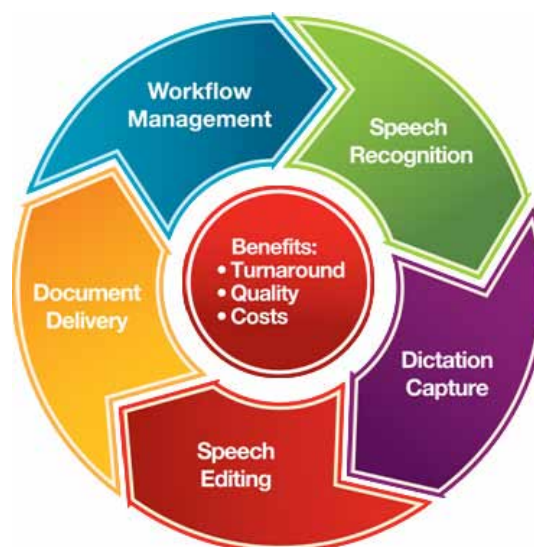 Workflow
Management
Speech
Recognition
Benefits:
• Turnaround
• Quality
• Costs
Document
Delivery
Dictation
Capture
Speech
Editing